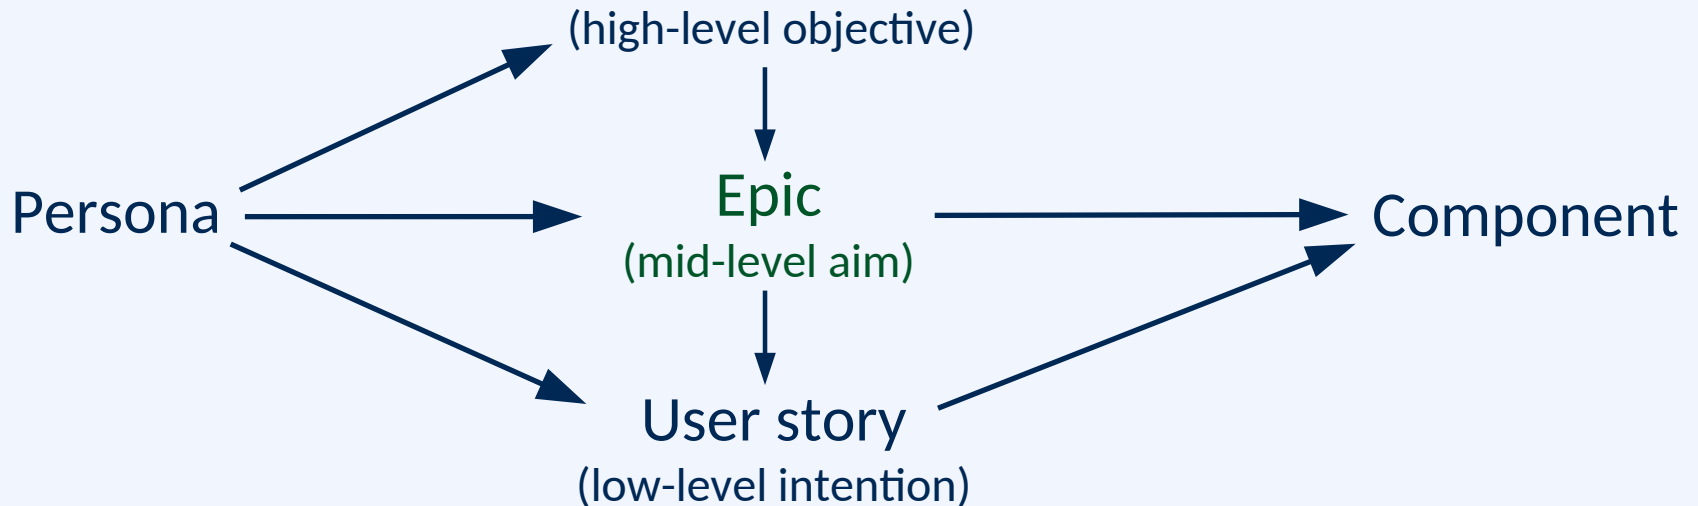 (high-level objective)
Persona
Epic
(mid-level aim)
Component
User story
(low-level intention)